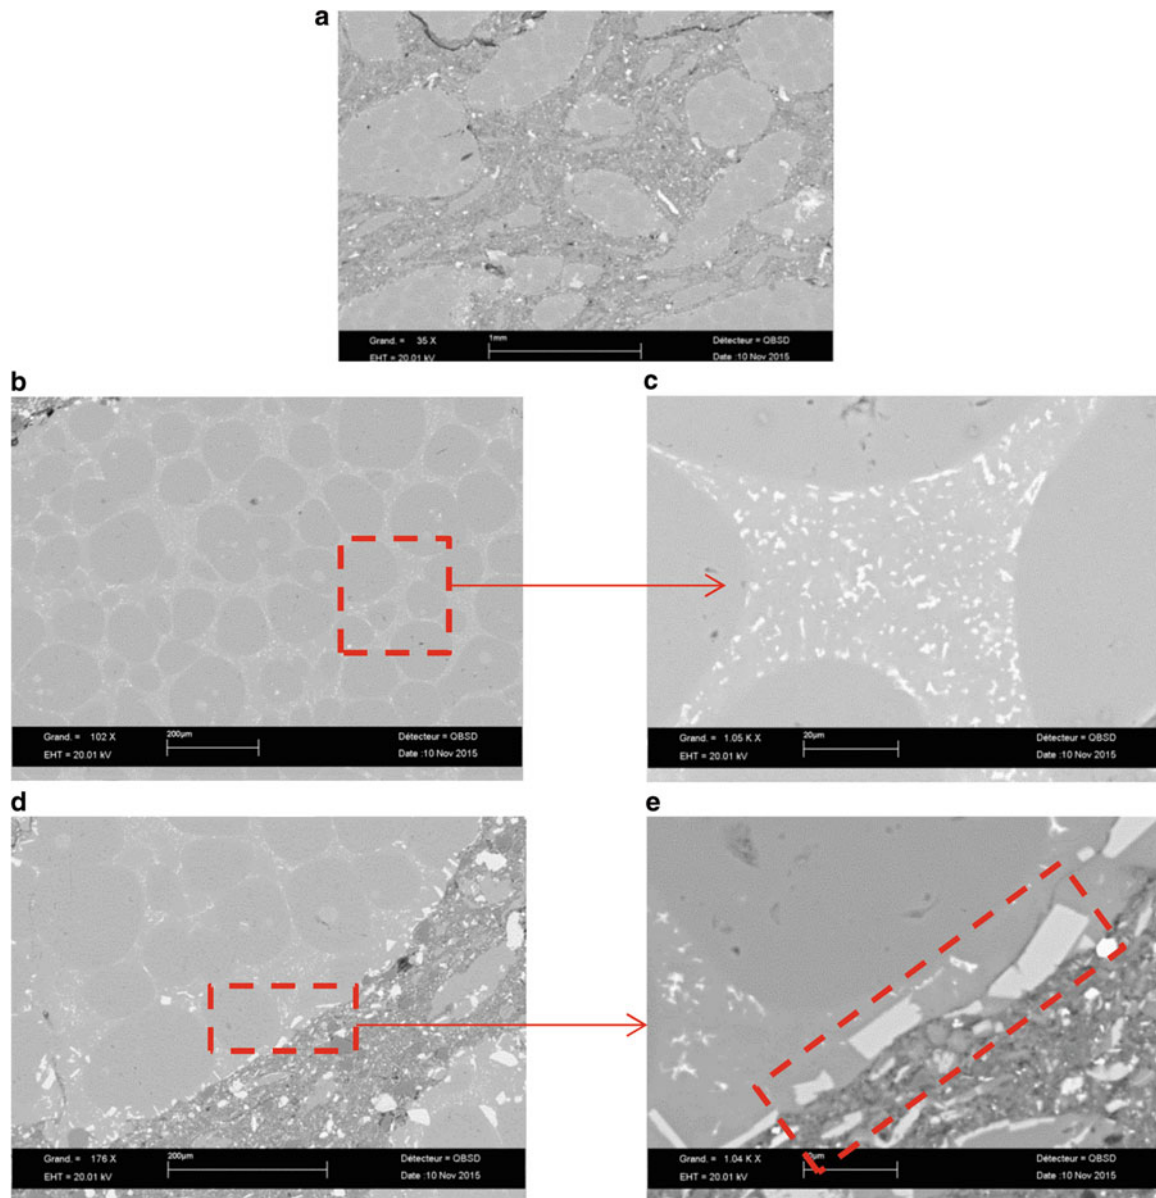 a
Grand. = 35 X
1mm
Détecteur = QBSD
EHT = 20.01 kV
Date :10 Nov 2015
b
c
Grand. = 102 X
200µm
Détecteur = QBSD
EHT = 20.01 kV
Date :10 Nov 2015
Grand. = 1.05 K X
20µm
Détecteur = QBSD
EHT = 20.01 kV
Date :10 Nov 2015
d
e
Grand. = 176 X
200µm
Détecteur = QBSD
EHT = 20.01 kV
Date :10 Nov 2015
Grand. = 1.04 K X
Détecteur = QBSD
EHT = 20.01 kV
Date :10 Nov 2015